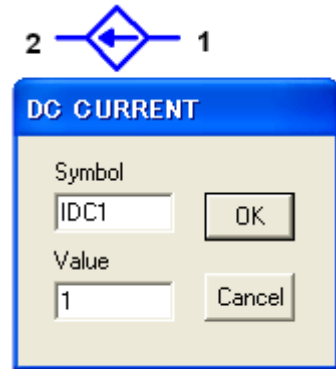 2 1
DC CURRENT
Symbol
IDC1
OK
Value
1
Cancel